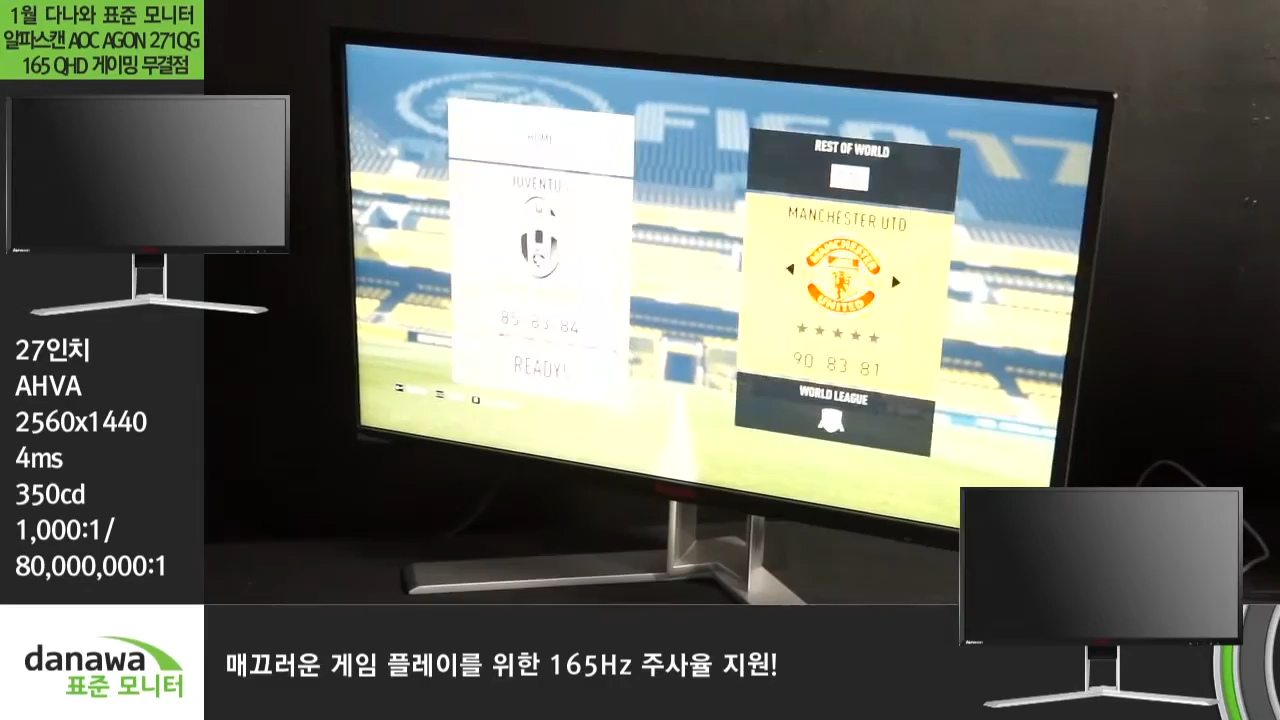 1월 다나와 표준 모니터
알파스캔 AOC AGON 271QG
165 QHD 게이밍 무결점
27인치
AHVA
2560x1440
4ms
350cd
1,000:1/
80,000,000:1
FIFA 17
HOME
JUVENTU
85 83 84
READY!
REST OF WORLD
MANCHESTER UTD
MANCHESTER
UNITED
90 83 81
WORLD LEAGUE
danawa
표준 모니터
매끄러운 게임 플레이를 위한 165Hz 주사율 지원!